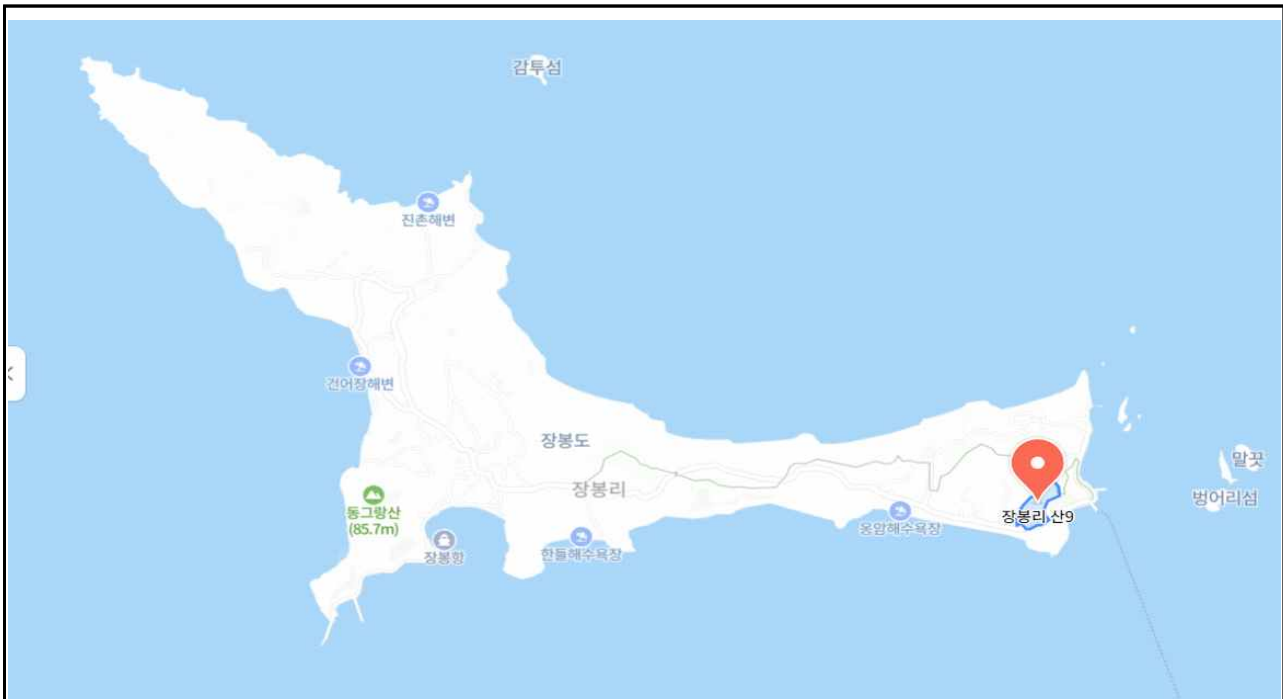 감투섬
진촌해변
건어장해변
장봉도
말끗
장봉리
벙어리섬
동그랑산
(85.7m)
장봉리 산9
옹암해수욕장
장봉항
한들해수욕장